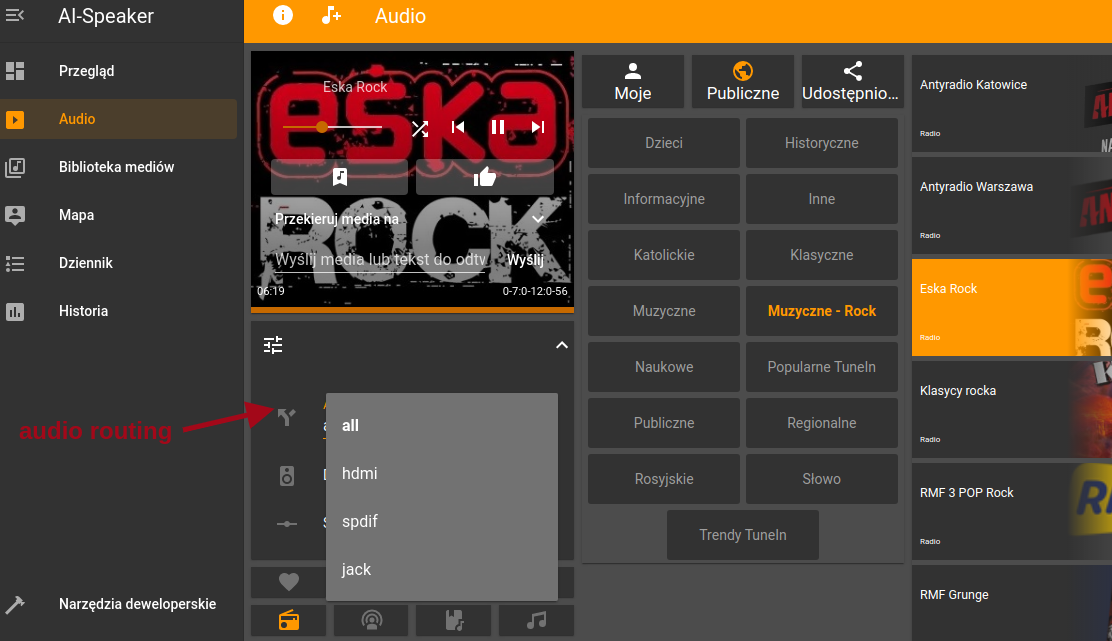 AI-Speaker
Audio
Przegląd
Audio
Biblioteka mediów
Mapa
Dziennik
Historia
Narzędzia deweloperskie
eska
ROCK
Eska Rock
Przekieruj media na
Wyślij media lub tekst do odtw
Wyślij
06:19
0-7:0-12:0-56
audio routing
all
hdmi
spdif
jack
Moje
Publiczne
Udostępnio...
Dzieci
Historyczne
Informacyjne
Inne
Katolickie
Klasyczne
Muzyczne
Muzyczne - Rock
Naukowe
Popularne TuneIn
Publiczne
Regionalne
Rosyjskie
Słowo
Trendy TuneIn
Antyradio Katowice
Radio
Antyradio Warszawa
Radio
Eska Rock
Radio
Klasycy rocka
Radio
RMF 3 POP Rock
Radio
RMF Grunge